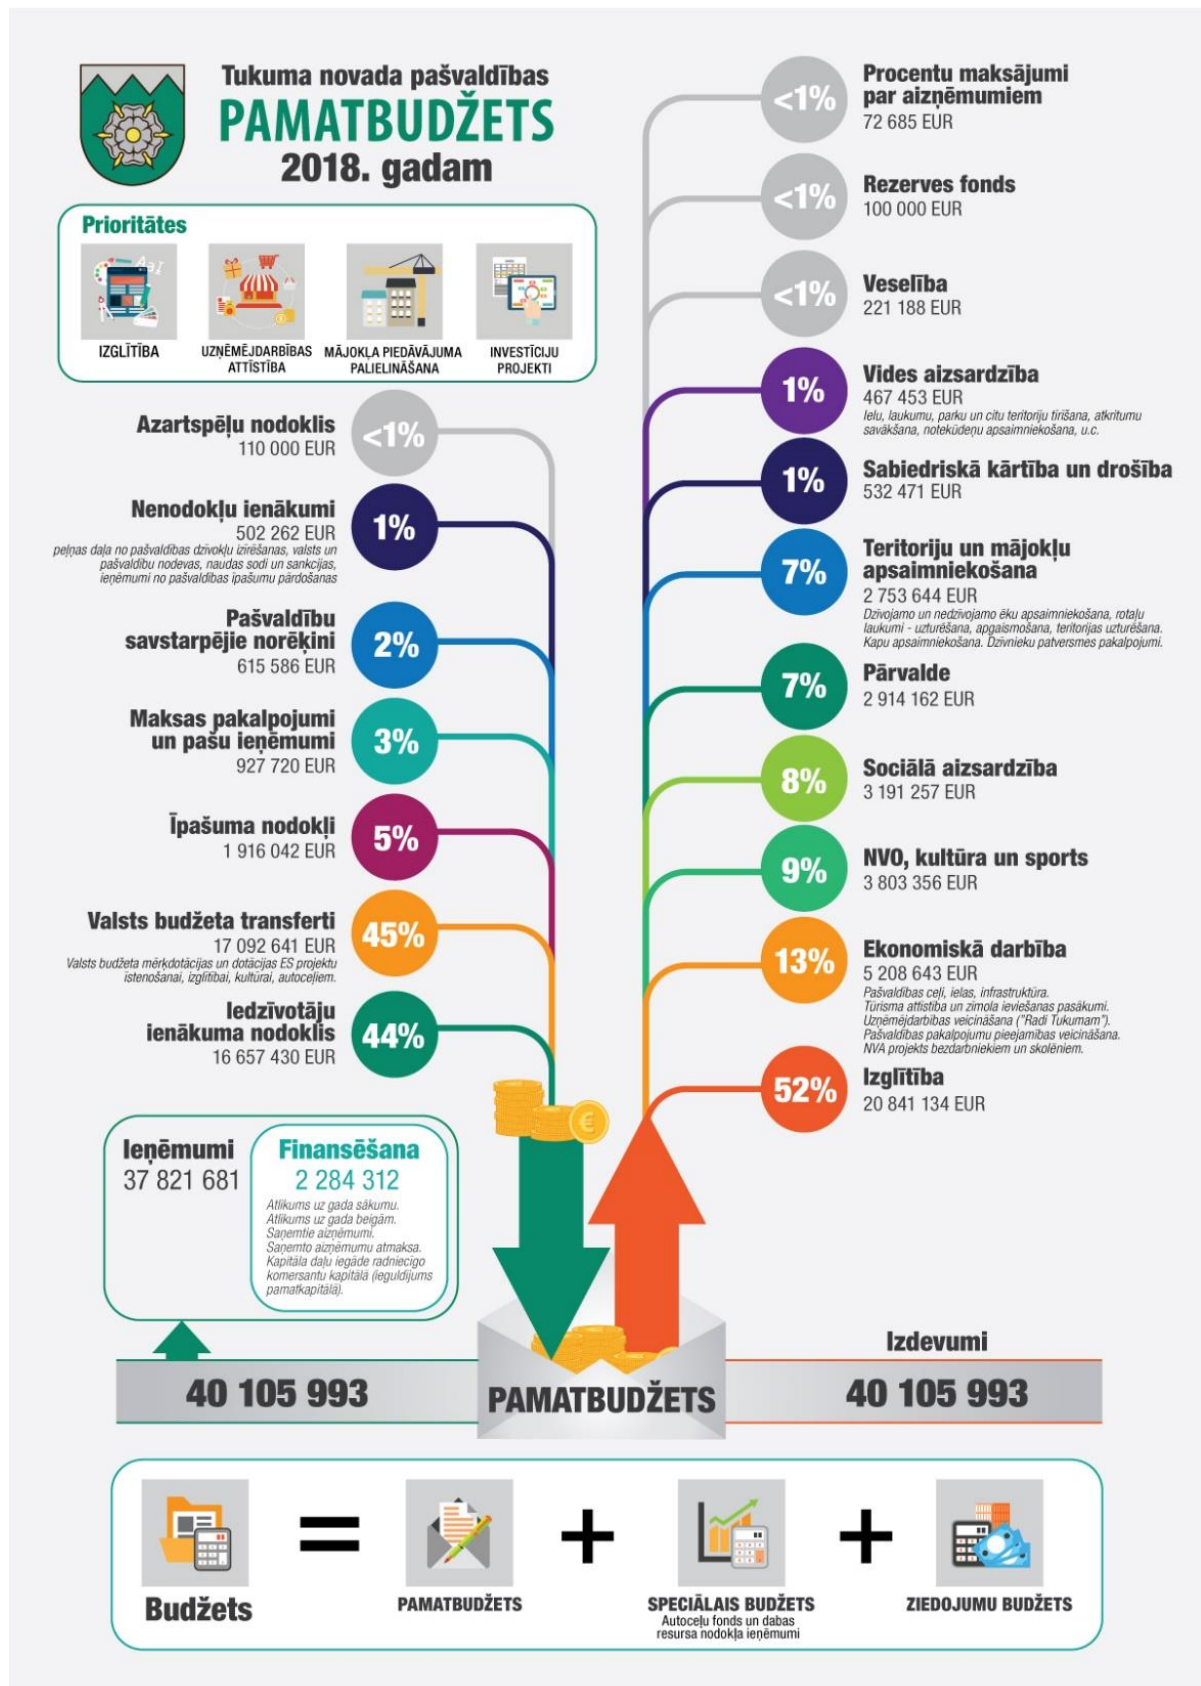 Tukuma novada pašvaldības
PAMATBUDŽETS
2018. gadam
Prioritātes
IZGLĪTĪBA
UZŅĒMĒJDARBĪBAS
ATTĪSTĪBA
MĀJOKĻA PIEDĀVĀJUMA
PALIELINĀŠANA
INVESTĪCIJU
PROJEKTI
Azartspēļu nodoklis
110 000 EUR
<1%
Nenodokļu ienākumi
502 262 EUR
peļņas daļa no pašvaldības dzīvokļu izīrēšanas, valsts un
pašvaldību nodevas, naudas sodi un sankcijas,
ieņēmumi no pašvaldības īpašumu pārdošanas
1%
Pašvaldību
savstarpējie norēķini
615 586 EUR
2%
Maksas pakalpojumi
un pašu ieņēmumi
927 720 EUR
3%
Īpašuma nodokļi
1 916 042 EUR
5%
Valsts budžeta transferti
17 092 641 EUR
Valsts budžeta mērķdotācijas un dotācijas ES projektu
īstenošanai, izglītībai, kultūrai, autoceļiem.
45%
Iedzīvotāju
ienākuma nodoklis
16 657 430 EUR
44%
<1%
Procentu maksājumi
par aizņēmumiem
72 685 EUR
<1%
Rezerves fonds
100 000 EUR
<1%
Veselība
221 188 EUR
1%
Vides aizsardzība
467 453 EUR
Ielu, laukumu, parku un citu teritoriju tīrīšana, atkritumu
savākšana, notekūdeņu apsaimniekošana, u.c.
1%
Sabiedriskā kārtība un drošība
532 471 EUR
7%
Teritoriju un mājokļu
apsaimniekošana
2 753 644 EUR
Dzīvojamo un nedzīvojamo ēku apsaimniekošana, rotaļu
laukumi - uzturēšana, apgaismošana, teritorijas uzturēšana.
Kapu apsaimniekošana. Dzīvnieku patversmes pakalpojumi.
7%
Pārvalde
2 914 162 EUR
8%
Sociālā aizsardzība
3 191 257 EUR
9%
NVO, kultūra un sports
3 803 356 EUR
13%
Ekonomiskā darbība
5 208 643 EUR
Pašvaldības ceļi, ielas, infrastruktūra.
Tūrisma attīstība un zīmola ieviešanas pasākumi.
Uzņēmējdarbības veicināšana ("Radi Tukumam").
Pašvaldības pakalpojumu pieejamības veicināšana.
NVA projekts bezdarbniekiem un skolēniem.
52%
Izglītība
20 841 134 EUR
Ieņēmumi
37 821 681
Finansēšana
2 284 312
Atlikums uz gada sākumu.
Atlikums uz gada beigām.
Saņemtie aizņēmumi.
Saņemto aizņēmumu atmaksa.
Kapitāla daļu iegāde radniecīgo
komersantu kapitālā (ieguldījums
pamatkapitālā).
40 105 993
PAMATBUDŽETS
Izdevumi
40 105 993
Budžets
=
PAMATBUDŽETS
+
SPECIĀLAIS BUDŽETS
Autoceļu fonds un dabas
resursa nodokļa ieņēmumi
+
ZIEDOJUMU BUDŽETS